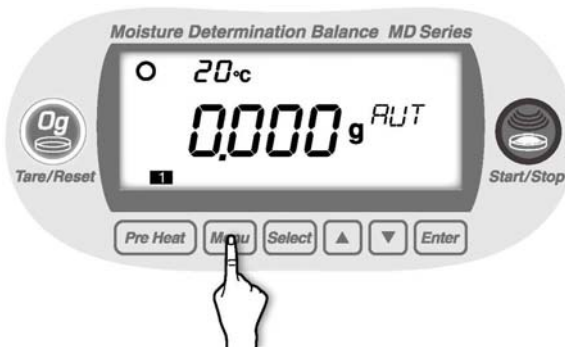 Moisture Determination Balance MD Series
20°C
0.000 g AUT
1
0g
Tare/Reset
Start/Stop
Pre Heat Menu Select ▲ ▼ Enter